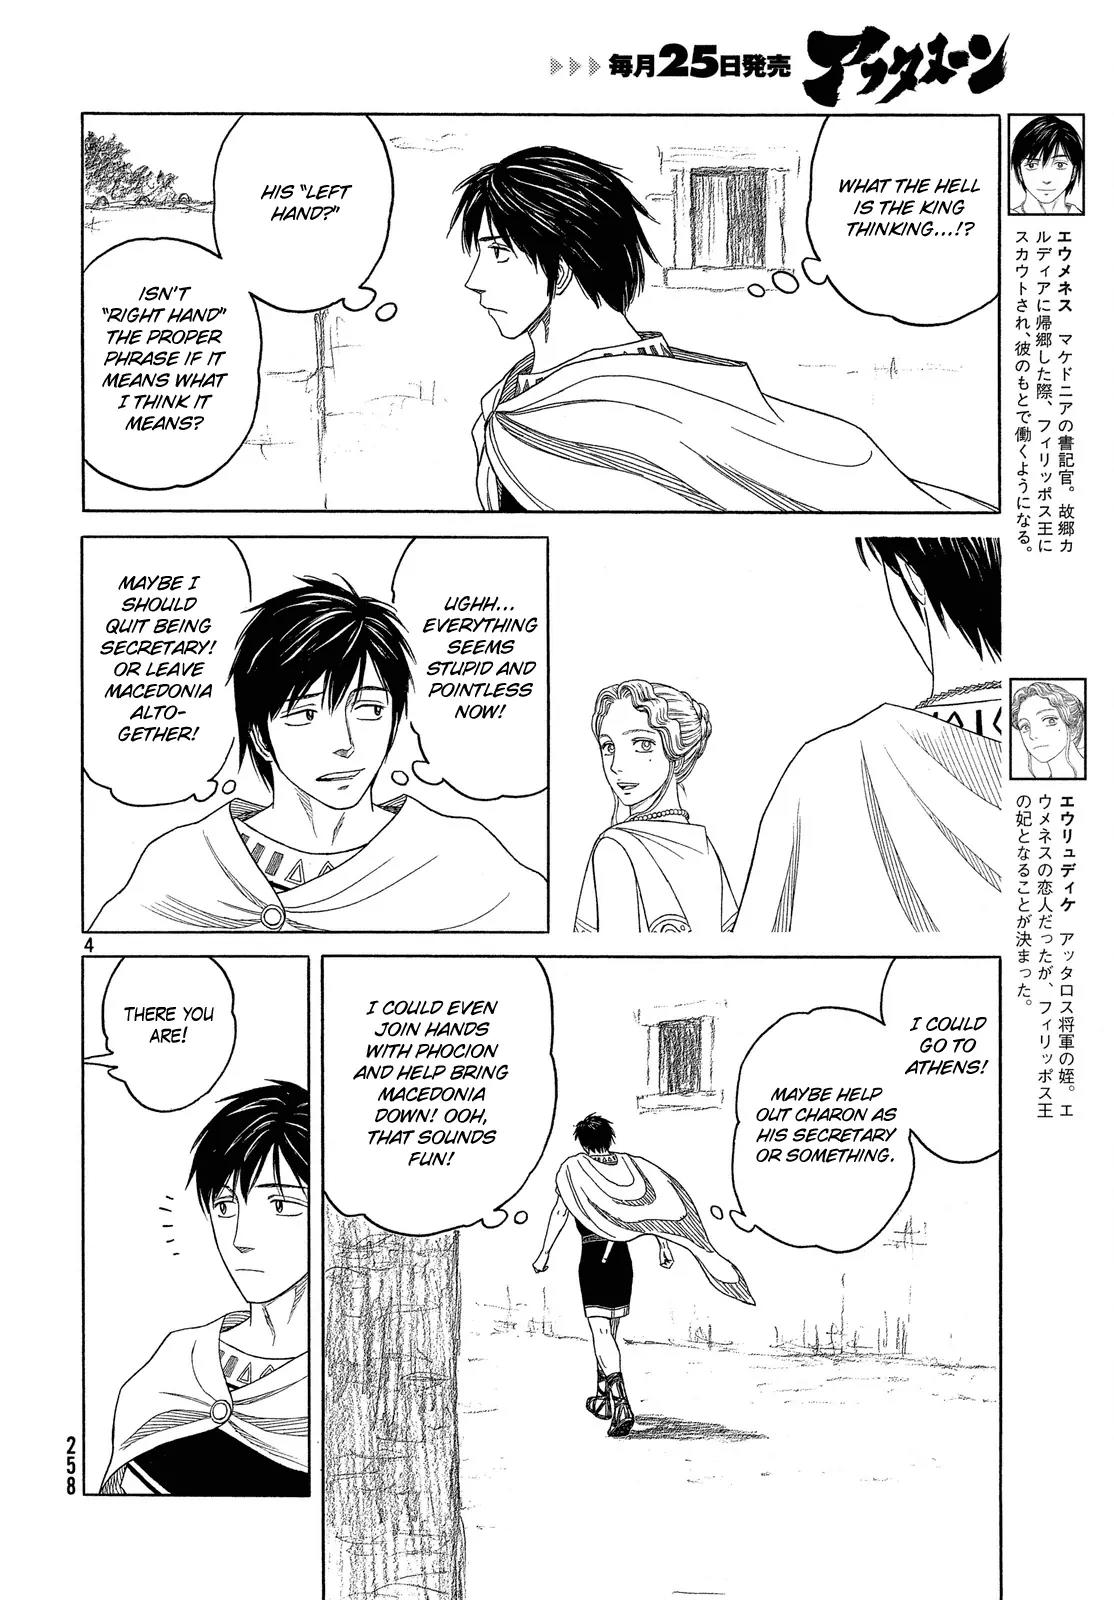 ▷▷▷毎月25日発売 アフタヌーン
WHAT THE HELL
IS THE KING
THINKING...!?
HIS "LEFT
HAND?"
ISN'T
"RIGHT HAND"
THE PROPER
PHRASE IF IT
MEANS WHAT
I THINK IT
MEANS?
エウメネス マケドニアの書記官。故郷カ
ルディアに帰郷した際、フィリッポス王に
スカウトされ、彼のもとで働くようになる。
UGHH...
EVERYTHING
SEEMS
STUPID AND
POINTLESS
NOW!
MAYBE I
SHOULD
QUIT BEING
SECRETARY!
OR LEAVE
MACEDONIA
ALTO-
GETHER!
エウリュディケ アッタロス将軍の姪。エ
ウメネスの恋人だったが、フィリッポス王
の妃となることが決まった。
4
I COULD
GO TO
ATHENS!
MAYBE HELP
OUT CHARON AS
HIS SECRETARY
OR SOMETHING.
I COULD EVEN
JOIN HANDS
WITH PHOCION
AND HELP BRING
MACEDONIA
DOWN! OOH,
THAT SOUNDS
FUN!
THERE YOU
ARE!
258